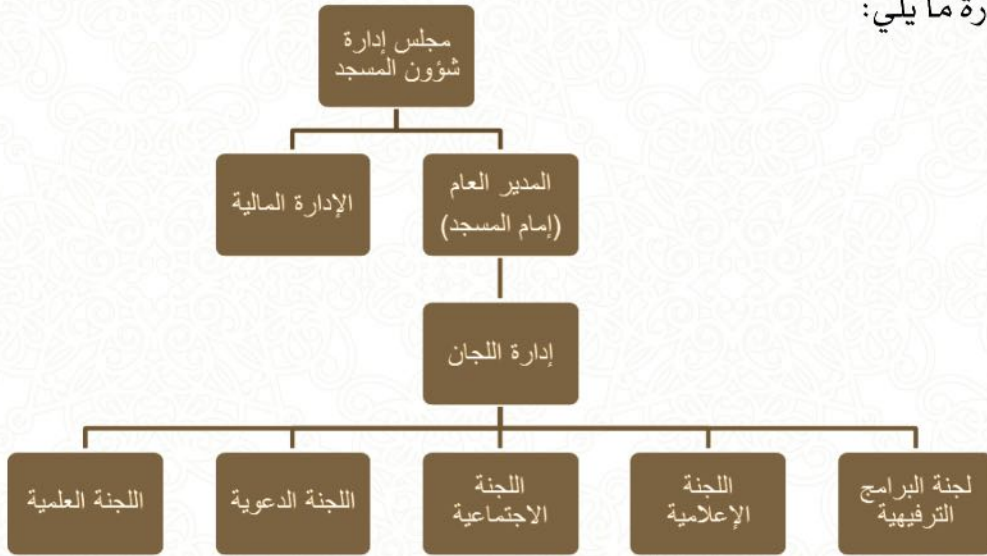 ما يلي:
مجلس إدارة
شؤون المسجد
المدير العام
(إمام المسجد)
الإدارة المالية
إدارة اللجان
لجنة البرامج
الترفيهية
اللجنة
الإعلامية
اللجنة
الاجتماعية
اللجنة الدعوية
اللجنة العلمية